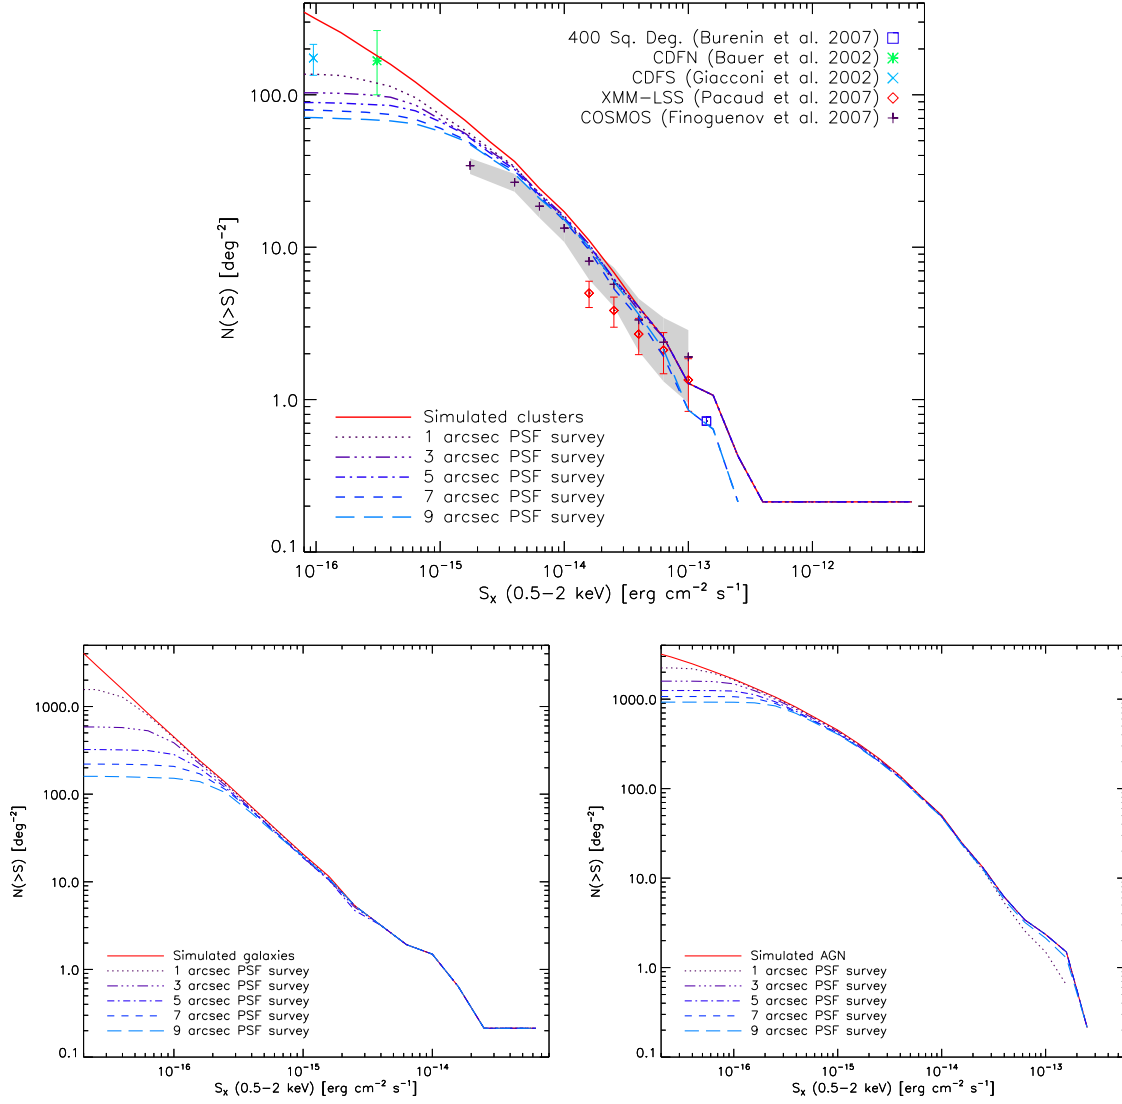 400 Sq. Deg. (Burenin et al. 2007)
CDFN (Bauer et al. 2002)
CDFS (Giacconi et al. 2002)
XMM-LSS (Pacaud et al. 2007)
COSMOS (Finoguenov et al. 2007)
100.0
10.0
1.0
0.1
N(>S) [deg⁻²]
Simulated clusters
1 arcsec PSF survey
3 arcsec PSF survey
5 arcsec PSF survey
7 arcsec PSF survey
9 arcsec PSF survey
10⁻¹⁶ 10⁻¹⁵ 10⁻¹⁴ 10⁻¹³ 10⁻¹²
Sₓ (0.5-2 keV) [erg cm⁻² s⁻¹]
1000.0
100.0
10.0
1.0
0.1
N(>S) [deg⁻²]
Simulated galaxies
1 arcsec PSF survey
3 arcsec PSF survey
5 arcsec PSF survey
7 arcsec PSF survey
9 arcsec PSF survey
10⁻¹⁶ 10⁻¹⁵ 10⁻¹⁴
Sₓ (0.5-2 keV) [erg cm⁻² s⁻¹]
1000.0
100.0
10.0
1.0
0.1
N(>S) [deg⁻²]
Simulated AGN
1 arcsec PSF survey
3 arcsec PSF survey
5 arcsec PSF survey
7 arcsec PSF survey
9 arcsec PSF survey
10⁻¹⁶ 10⁻¹⁵ 10⁻¹⁴ 10⁻¹³
Sₓ (0.5-2 keV) [erg cm⁻² s⁻¹]